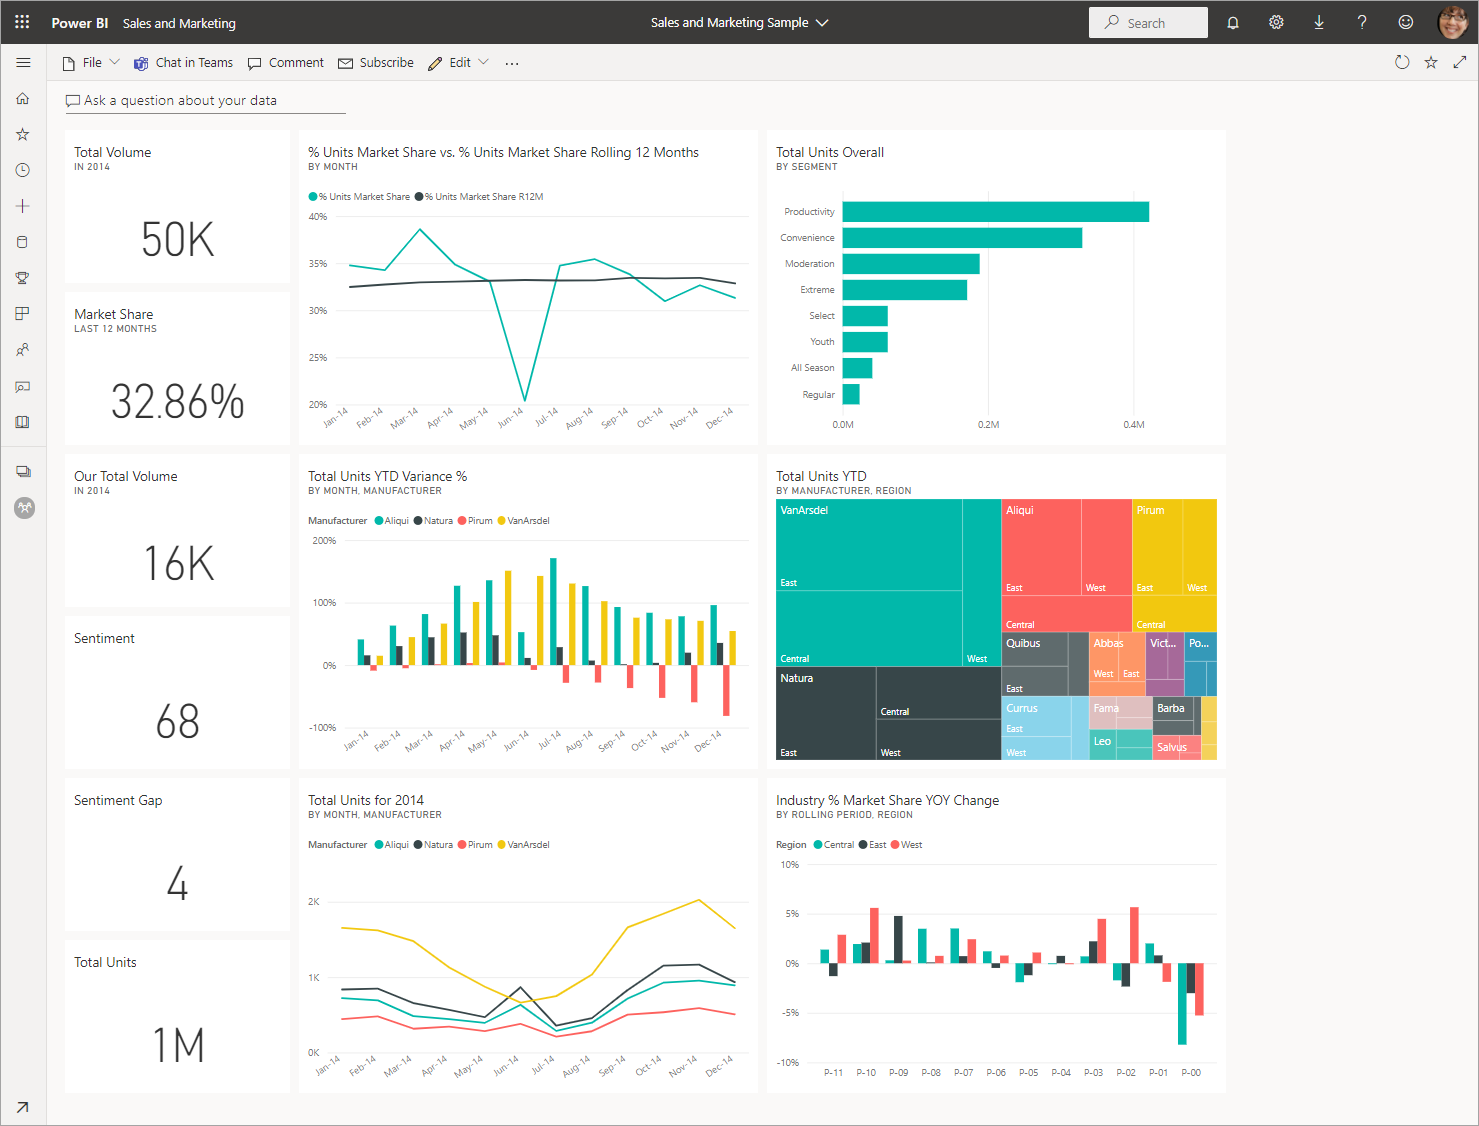 Power BI Sales and Marketing
Sales and Marketing Sample
Search
File
Chat in Teams
Comment
Subscribe
Edit
Ask a question about your data
Total Volume
IN 2014
50K
Market Share
LAST 12 MONTHS
32.86%
Our Total Volume
IN 2014
16K
Sentiment
68
Sentiment Gap
4
Total Units
1M
% Units Market Share vs. % Units Market Share Rolling 12 Months
BY MONTH
% Units Market Share % Units Market Share R12M
40%
35%
30%
25%
20%
Jan-14 Feb-14 Mar-14 Apr-14 May-14 Jun-14 Jul-14 Aug-14 Sep-14 Oct-14 Nov-14 Dec-14
Total Units Overall
BY SEGMENT
Productivity
Convenience
Moderation
Extreme
Select
Youth
All Season
Regular
0.0M 0.2M 0.4M
Total Units YTD Variance %
BY MONTH, MANUFACTURER
Manufacturer Aliqui Natura Pirum VanArsdel
200%
100%
0%
-100%
Jan-14 Feb-14 Mar-14 Apr-14 May-14 Jun-14 Jul-14 Aug-14 Sep-14 Oct-14 Nov-14 Dec-14
Total Units YTD
BY MANUFACTURER, REGION
VanArsdel
East
Central
West
Aliqui
East
West
Central
Pirum
East
West
Central
Natura
East
Central
West
Quibus
East
Abbas
West East
Vict...
Po...
Currus
East
West
Fama
Barba
Leo
Salvus
Total Units for 2014
BY MONTH, MANUFACTURER
Manufacturer Aliqui Natura Pirum VanArsdel
2K
1K
0K
Jan-14 Feb-14 Mar-14 Apr-14 May-14 Jun-14 Jul-14 Aug-14 Sep-14 Oct-14 Nov-14 Dec-14
Industry % Market Share YOY Change
BY ROLLING PERIOD, REGION
Region Central East West
10%
5%
0%
-5%
-10%
P-11 P-10 P-09 P-08 P-07 P-06 P-05 P-04 P-03 P-02 P-01 P-00